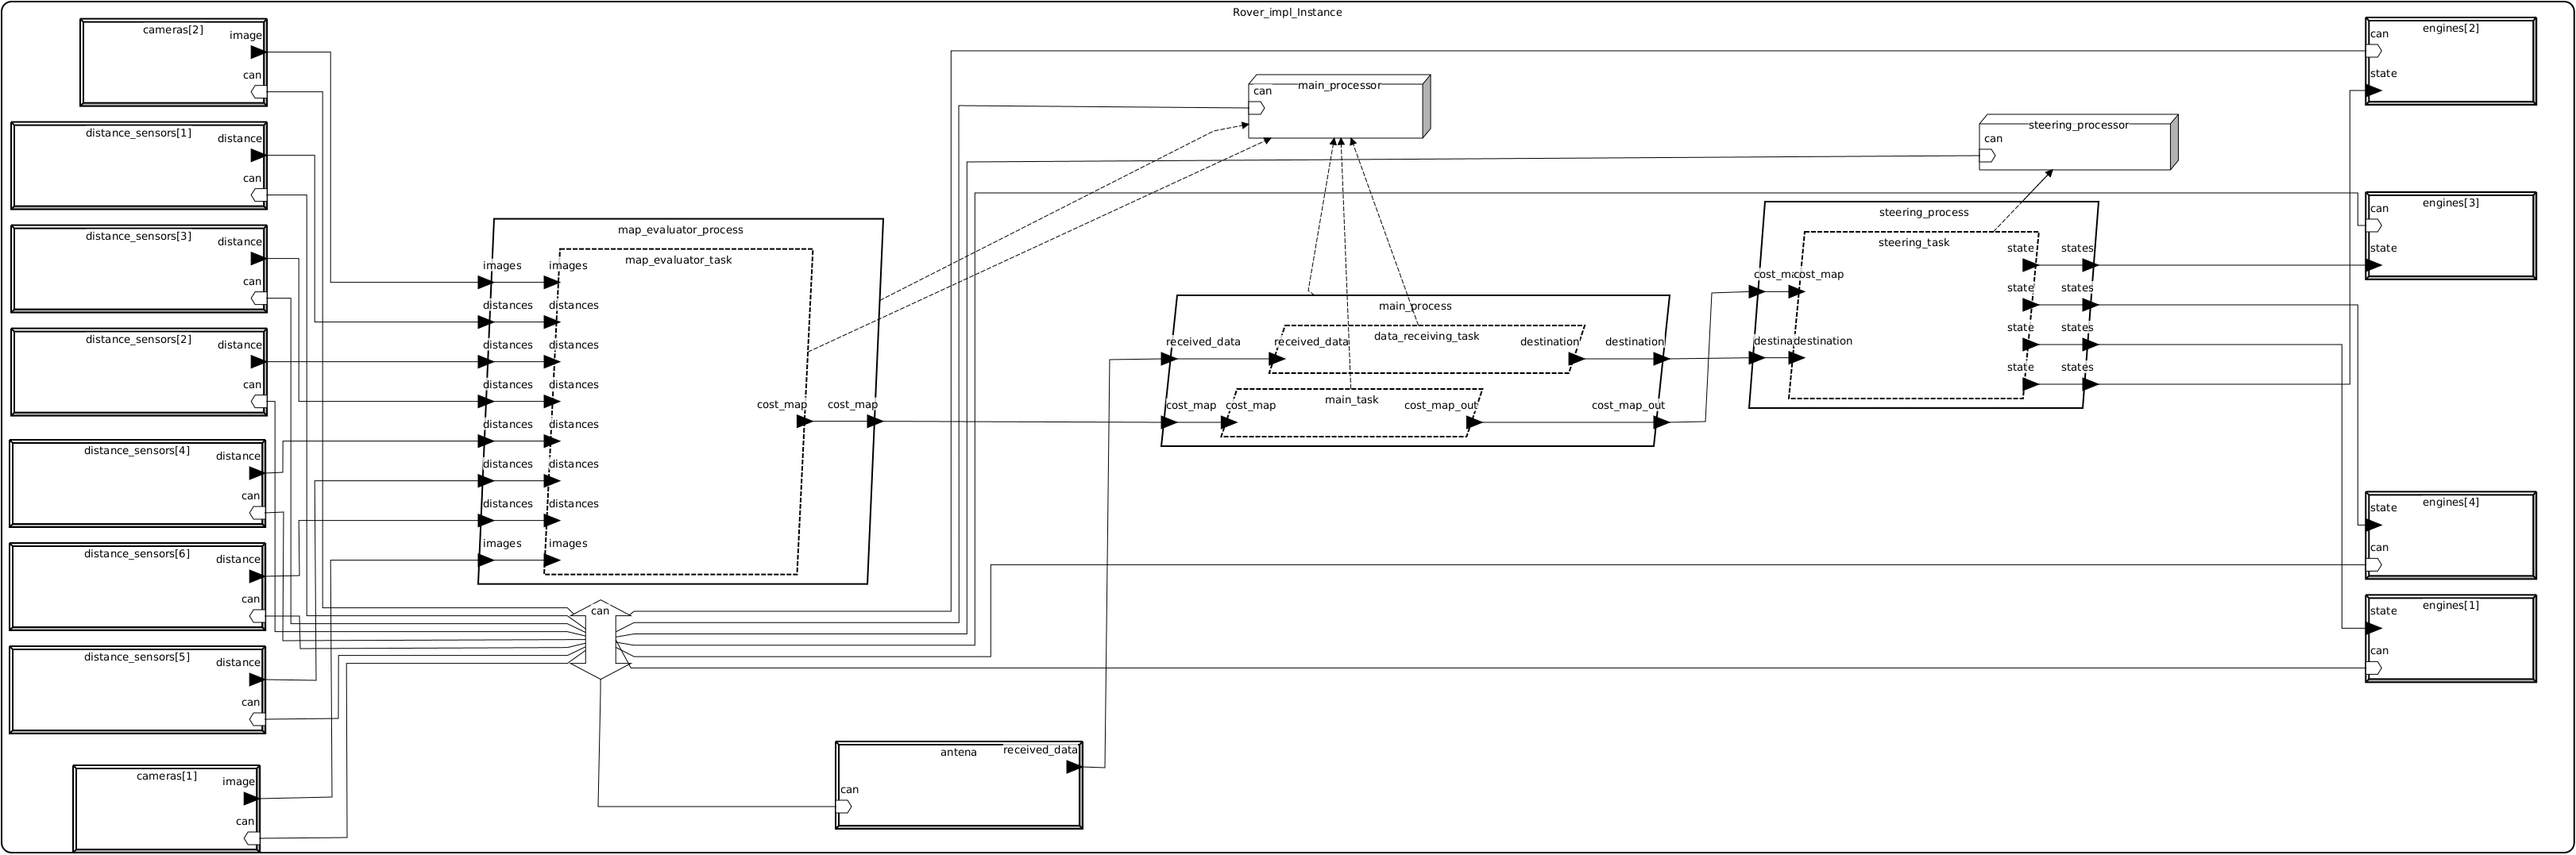 Rover_impl_Instance
cameras[2]
image
can
distance_sensors[1]
distance
can
distance_sensors[3]
distance
can
distance_sensors[2]
distance
can
distance_sensors[4]
distance
can
distance_sensors[6]
distance
can
distance_sensors[5]
distance
can
cameras[1]
image
can
map_evaluator_process
map_evaluator_task
images images
distances distances
distances distances
distances distances
distances distances
distances distances
distances distances
images images
cost_map cost_map
can
antena
received_data
can
main_processor
can
main_process
received_data received_data
data_receiving_task
destination destination
cost_map cost_map
main_task
cost_map_out cost_map_out
steering_processor
can
steering_process
steering_task
cost_ma cost_map
destina destination
state states
state states
state states
state states
engines[2]
can
state
engines[3]
can
state
engines[4]
state
can
engines[1]
state
can